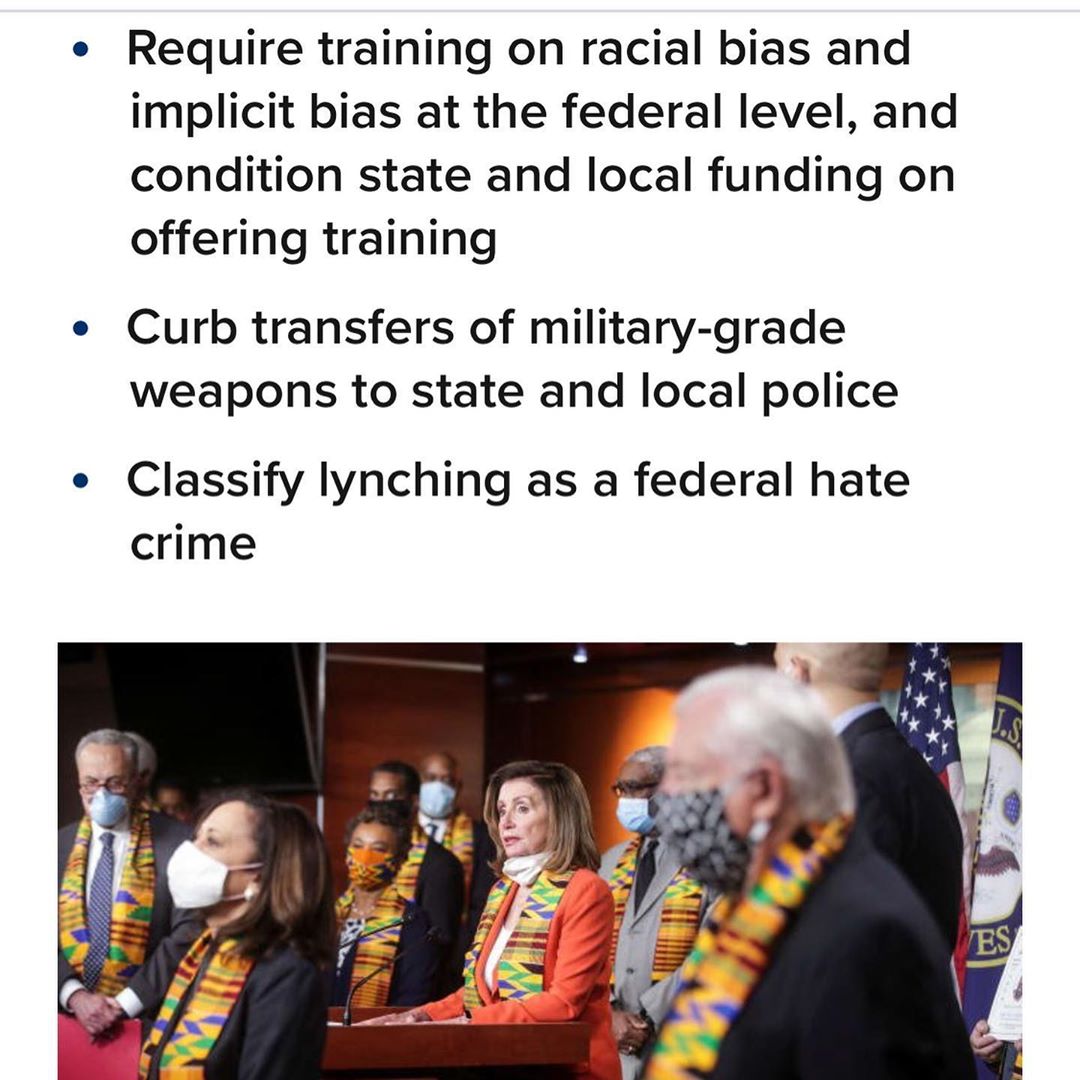 • Require training on racial bias and
implicit bias at the federal level, and
condition state and local funding on
offering training
• Curb transfers of military-grade
weapons to state and local police
• Classify lynching as a federal hate
crime
U.S.